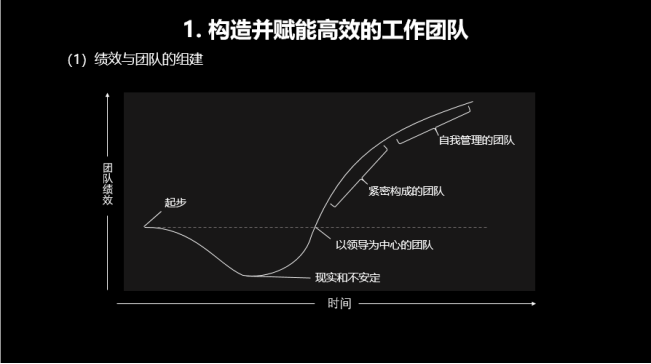 1. 构造并赋能高效的工作团队
（1）绩效与团队的组建
团队绩效
自我管理的团队
紧密构成的团队
起步
以领导为中心的团队
现实和不安定
时间